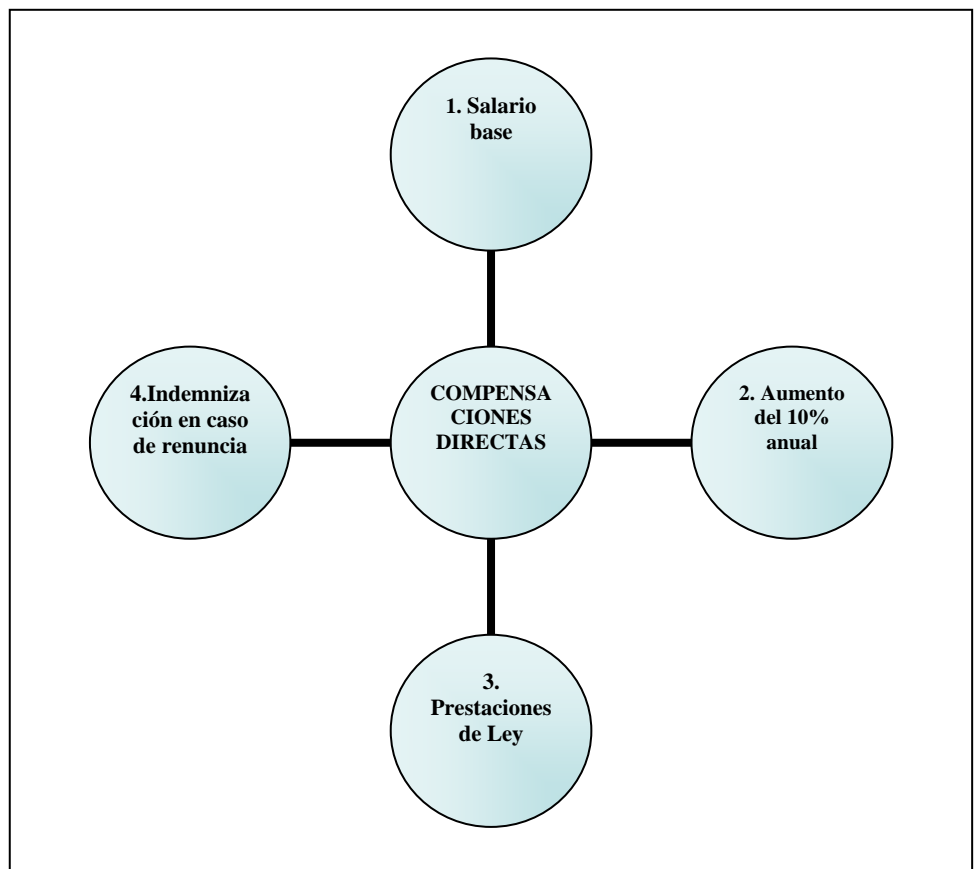 1. Salario
base
4.Indemniza
ción en caso
de renuncia
COMPENSA
CIONES
DIRECTAS
2. Aumento
del 10%
anual
3.
Prestaciones
de Ley